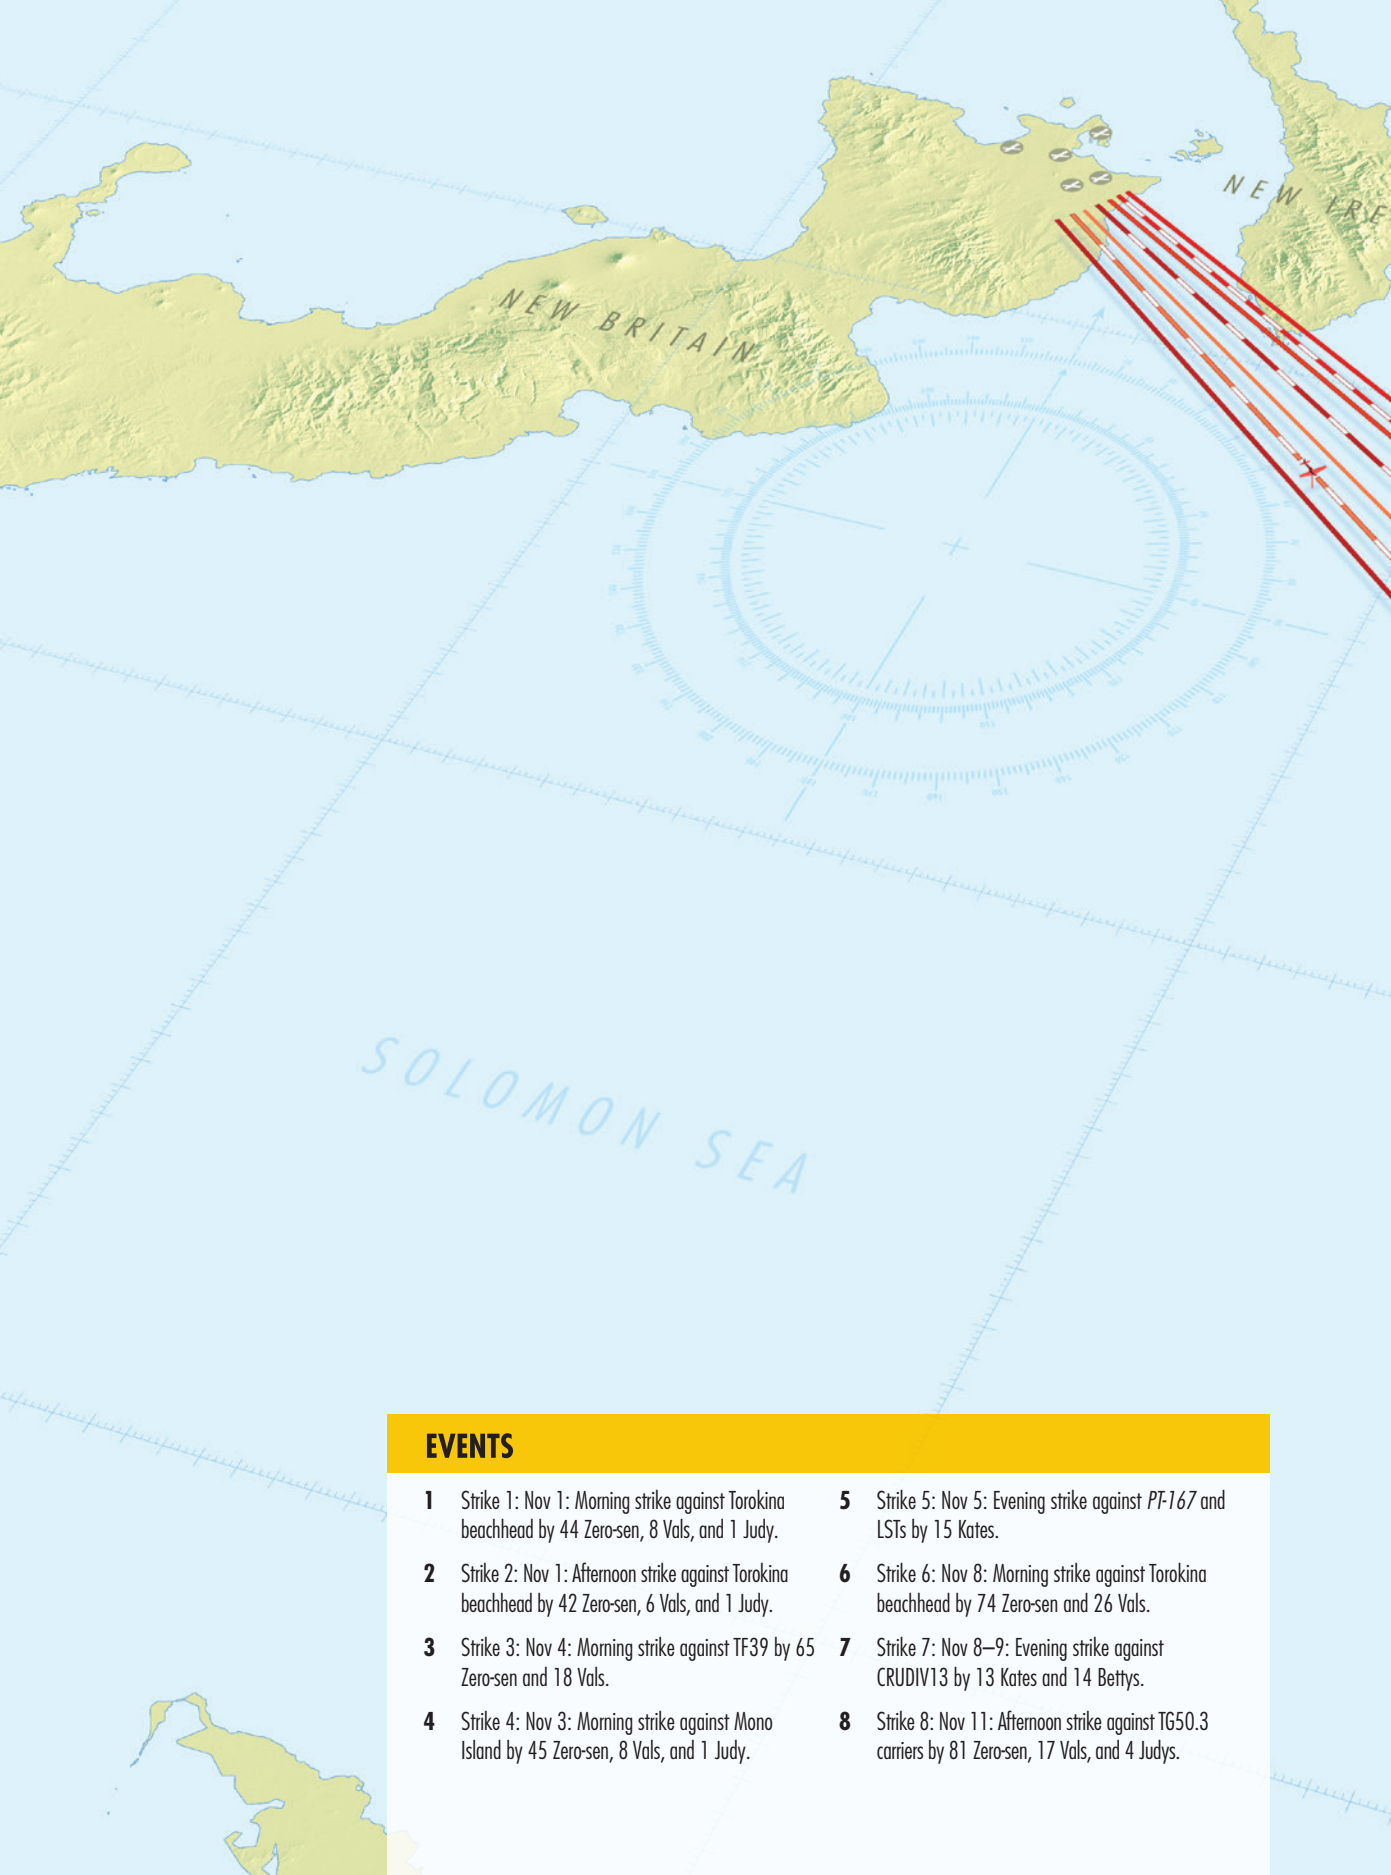 NEW IRE
NEW BRITAIN
SOLOMON SEA
EVENTS
1 Strike 1: Nov 1: Morning strike against Torokina
beachhead by 44 Zero-sen, 8 Vals, and 1 Judy.
2 Strike 2: Nov 1: Afternoon strike against Torokina
beachhead by 42 Zero-sen, 6 Vals, and 1 Judy.
3 Strike 3: Nov 4: Morning strike against TF39 by 65
Zero-sen and 18 Vals.
4 Strike 4: Nov 3: Morning strike against Mono
Island by 45 Zero-sen, 8 Vals, and 1 Judy.
5 Strike 5: Nov 5: Evening strike against PT-167 and
LSTs by 15 Kates.
6 Strike 6: Nov 8: Morning strike against Torokina
beachhead by 74 Zero-sen and 26 Vals.
7 Strike 7: Nov 8–9: Evening strike against
CRUDIV13 by 13 Kates and 14 Bettys.
8 Strike 8: Nov 11: Afternoon strike against TG50.3
carriers by 81 Zero-sen, 17 Vals, and 4 Judys.